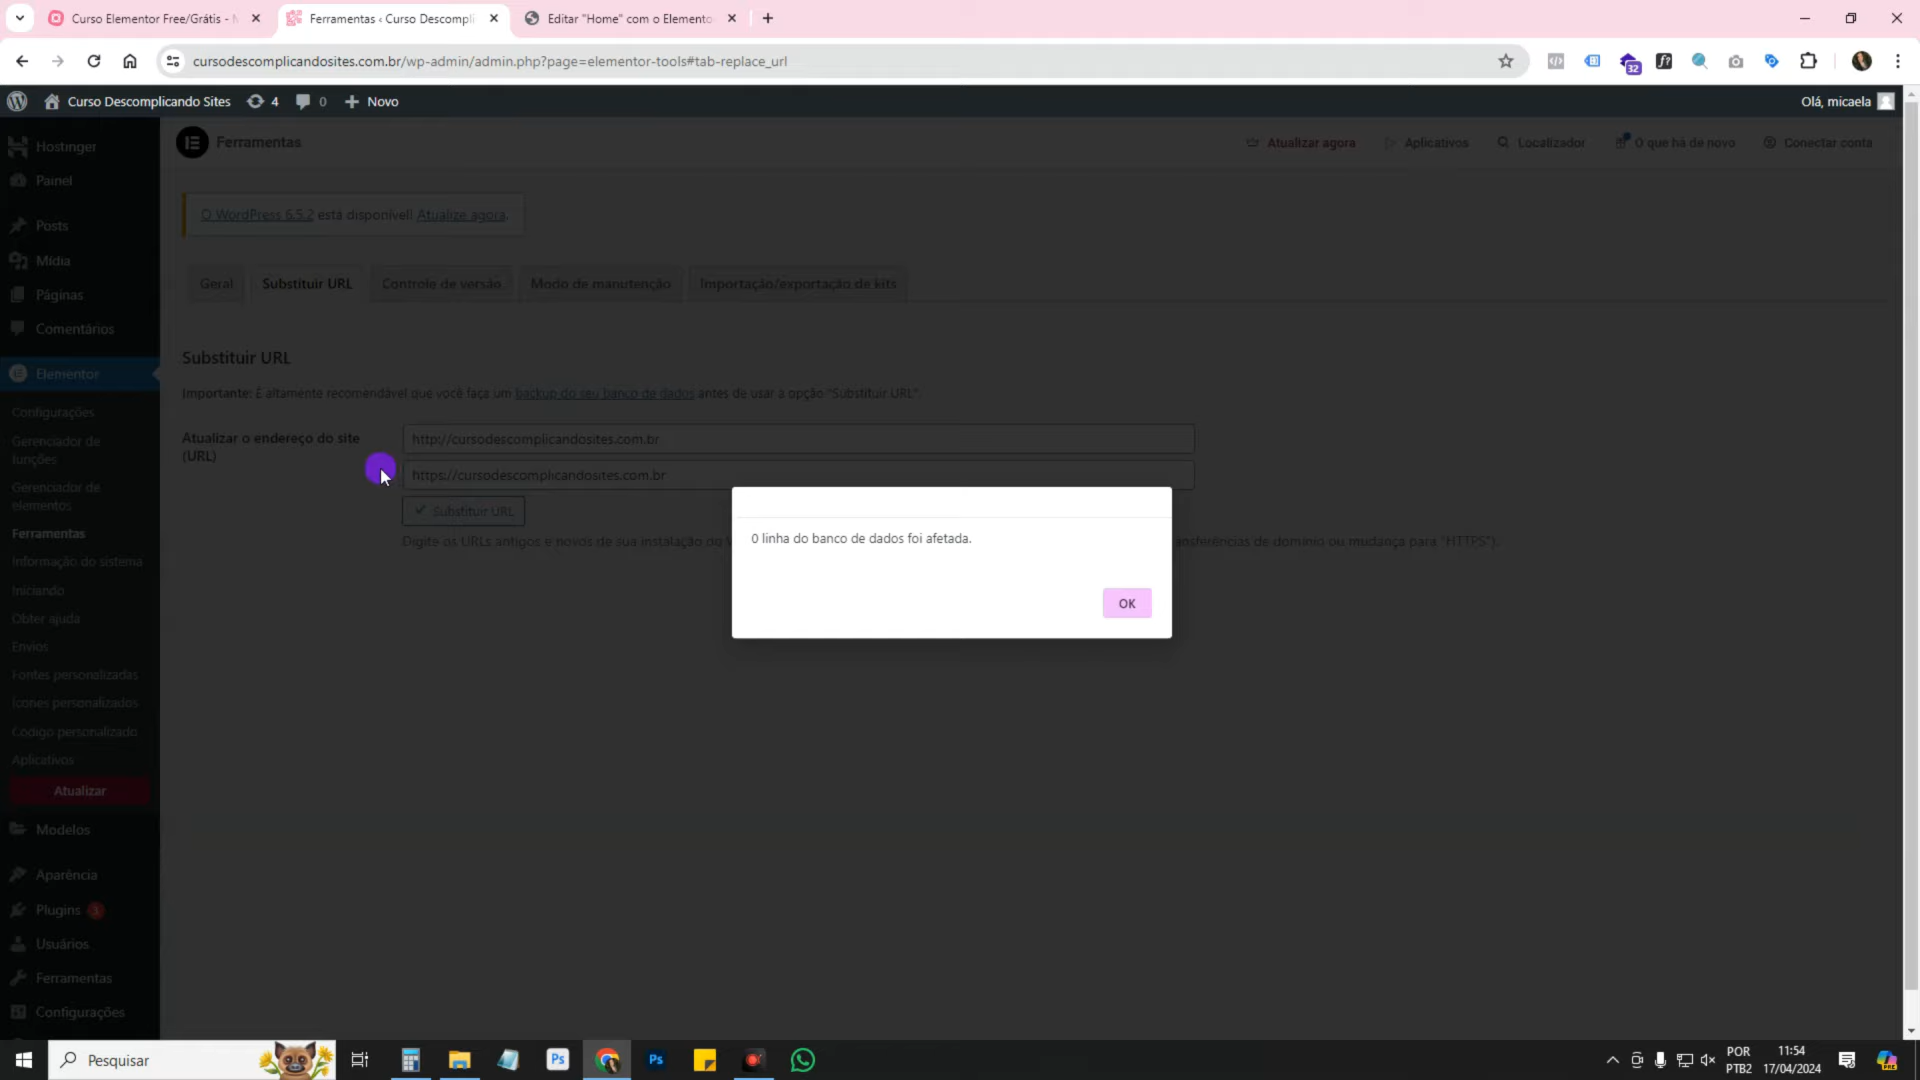 Curso Elementor Free/Grátis -
Ferramentas ‹ Curso Descompli
Editar "Home" com o Elemento
cursodescomplicandosites.com.br/wp-admin/admin.php?page=elementor-tools#tab-replace_url
32
Curso Descomplicando Sites
4
0
Novo
Olá, micaela
Hostinger
Painel
Posts
Mídia
Páginas
Comentários
Elementor
Configurações
Gerenciador de
funções
Gerenciador de
elementos
Ferramentas
Informação do sistema
Iniciando
Obter ajuda
Envios
Fontes personalizadas
Ícones personalizados
Código personalizado
Aplicativos
Atualizar
Modelos
Aparência
Plugins 3
Usuários
Ferramentas
Configurações
Ferramentas
Atualizar agora
Aplicativos
Localizador
O que há de novo
Conectar conta
O WordPress 6.5.2 está disponível! Atualize agora.
Geral
Substituir URL
Controle de versão
Modo de manutenção
Importação/exportação de kits
Substituir URL
Importante: É altamente recomendável que você faça um backup do seu banco de dados antes de usar a opção "Substituir URL".
Atualizar o endereço do site
(URL)
http://cursodescomplicandosites.com.br
https://cursodescomplicandosites.com.br
Substituir URL
Digite os URLs antigos e novos de sua instalação do
ansferências de domínio ou mudança para "HTTPS").
0 linha do banco de dados foi afetada.
OK
Pesquisar
Ps
Ps
POR
PTB2
11:54
17/04/2024